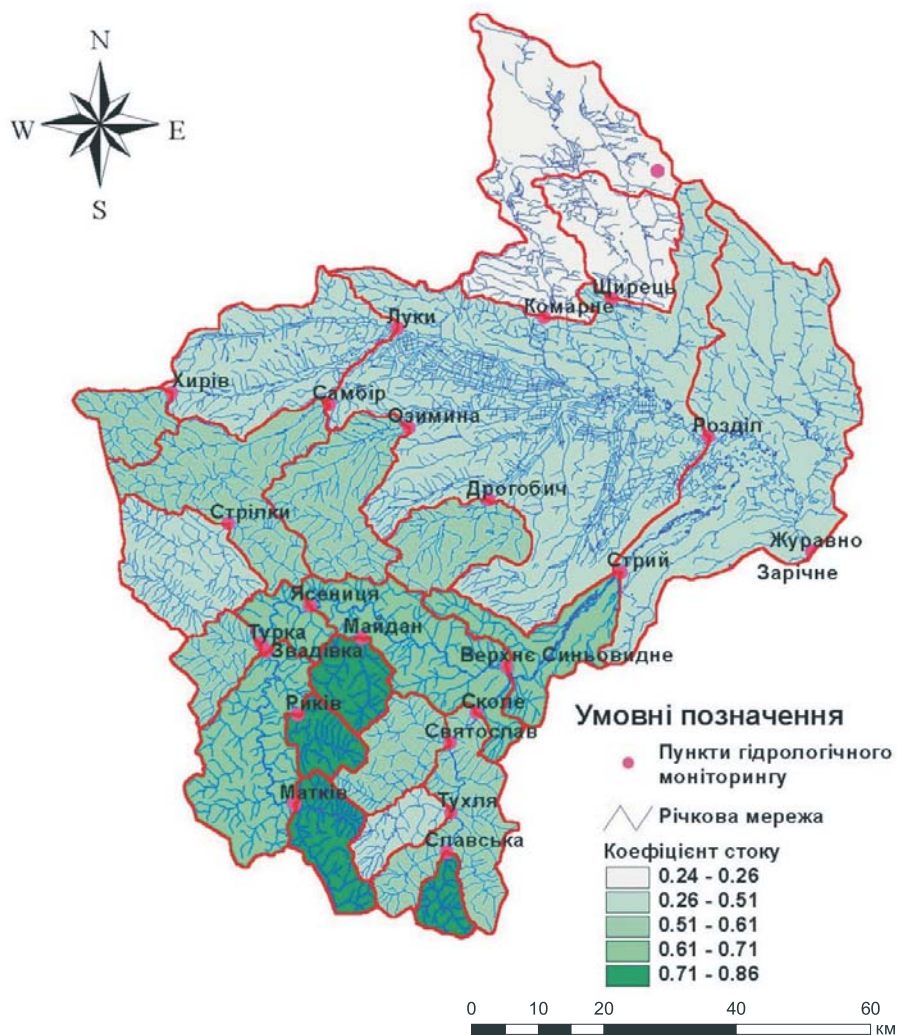 N
W E
S
Щирець
Комарне
Луки
Хирів
Самбір
Озимина
Розділ
Дрогобич
Стрілки
Журавно
Стрий
Зарічне
Ясениця
Турка
Майдан
Звадівка
Верхнє Синьовидне
Риків
Сколе
Святослав
Матків
Тухля
Славська
Умовні позначення
Пункти гідрологічного
моніторингу
Річкова мережа
Коефіцієнт стоку
0.24 - 0.26
0.26 - 0.51
0.51 - 0.61
0.61 - 0.71
0.71 - 0.86
0 10 20 40 60
км